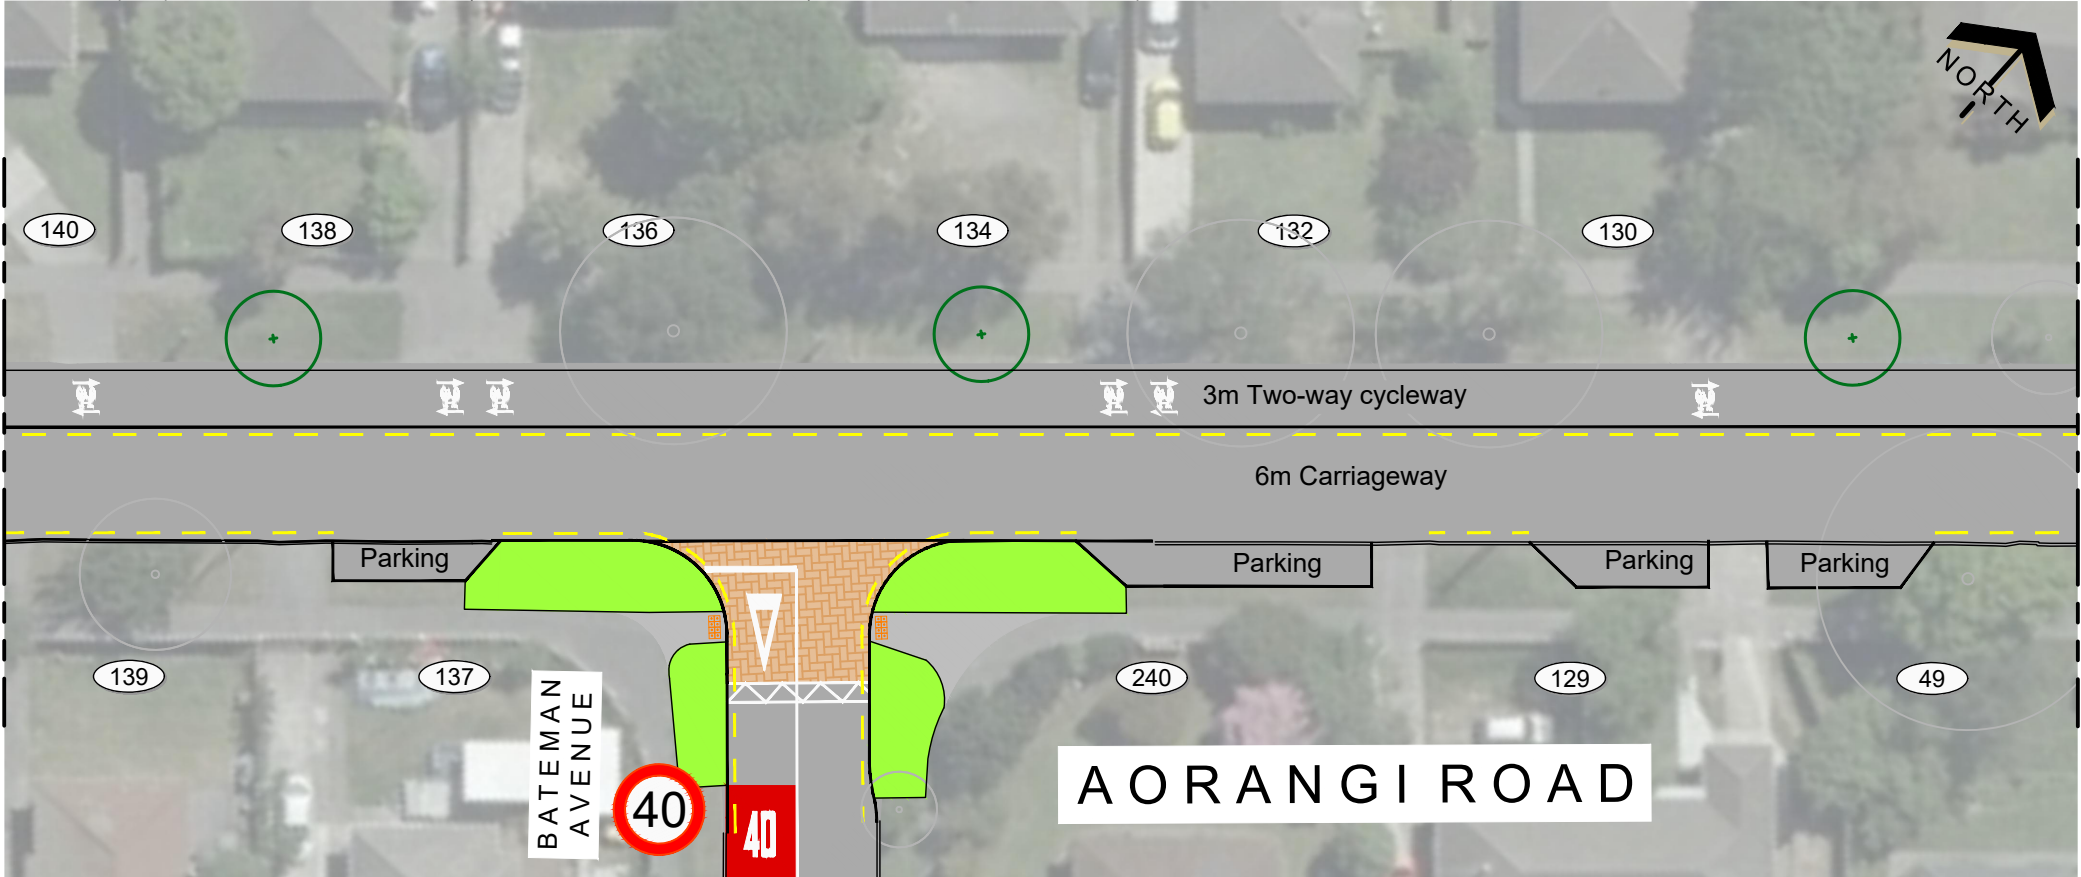 NORTH
140
138
136
134
132
130
3m Two-way cycleway
6m Carriageway
Parking
Parking
Parking
Parking
139
137
240
129
49
BATEMAN
AVENUE
40
40
AORANGI ROAD